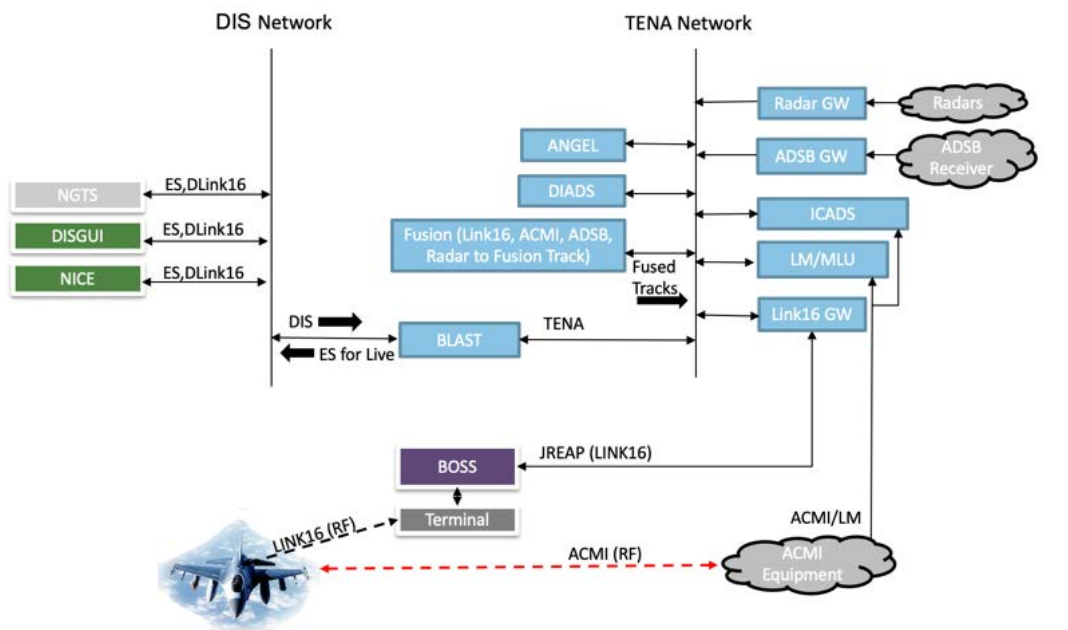 DIS Network
TENA Network
Radar GW
Radars
ANGEL
ADSB GW
ADSB
Receiver
NGTS
ES,DLink16
DIADS
ICADS
DISGUI
ES,DLink16
Fusion (Link16, ACMI, ADSB,
Radar to Fusion Track)
LM/MLU
NICE
ES,DLink16
Fused
Tracks
Link16 GW
DIS
BLAST
TENA
ES for Live
JREAP (LINK16)
BOSS
Terminal
LINK16 (RF)
ACMI/LM
ACMI (RF)
ACMI
Equipment